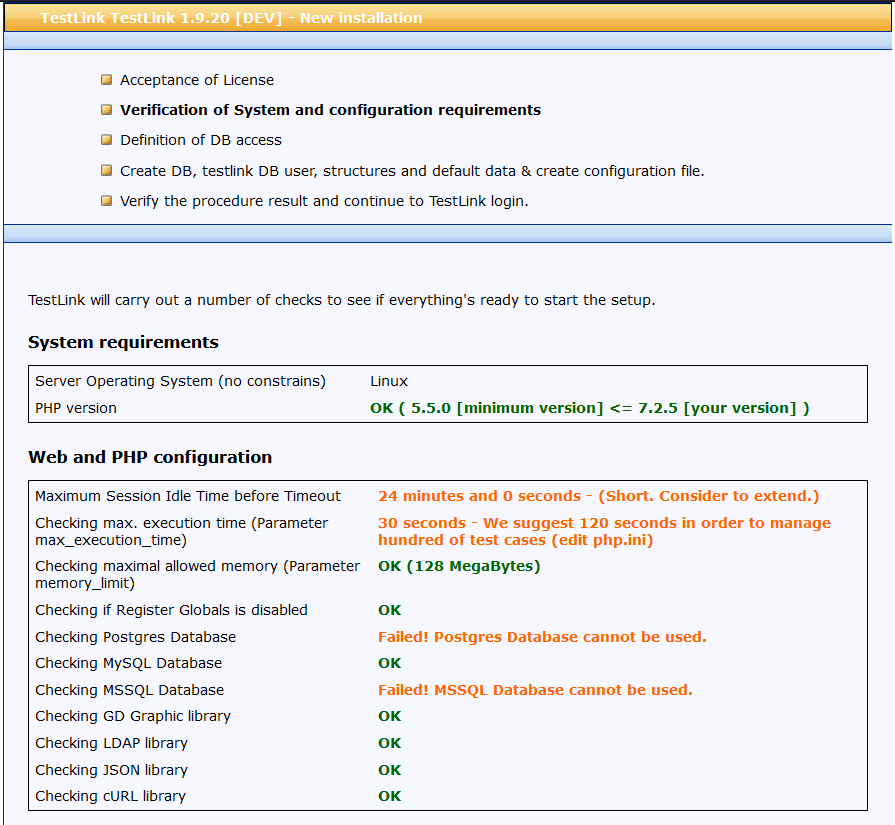 TestLink TestLink 1.9.20 [DEV] - New installation
Acceptance of License
Verification of System and configuration requirements
Definition of DB access
Create DB, testlink DB user, structures and default data & create configuration file.
Verify the procedure result and continue to TestLink login.
TestLink will carry out a number of checks to see if everything's ready to start the setup.
System requirements
Server Operating System (no constrains) Linux
PHP version OK ( 5.5.0 [minimum version] <= 7.2.5 [your version] )
Web and PHP configuration
Maximum Session Idle Time before Timeout 24 minutes and 0 seconds - (Short. Consider to extend.)
Checking max. execution time (Parameter 30 seconds - We suggest 120 seconds in order to manage
max_execution_time) hundred of test cases (edit php.ini)
Checking maximal allowed memory (Parameter OK (128 MegaBytes)
memory_limit)
Checking if Register Globals is disabled OK
Checking Postgres Database Failed! Postgres Database cannot be used.
Checking MySQL Database OK
Checking MSSQL Database Failed! MSSQL Database cannot be used.
Checking GD Graphic library OK
Checking LDAP library OK
Checking JSON library OK
Checking cURL library OK